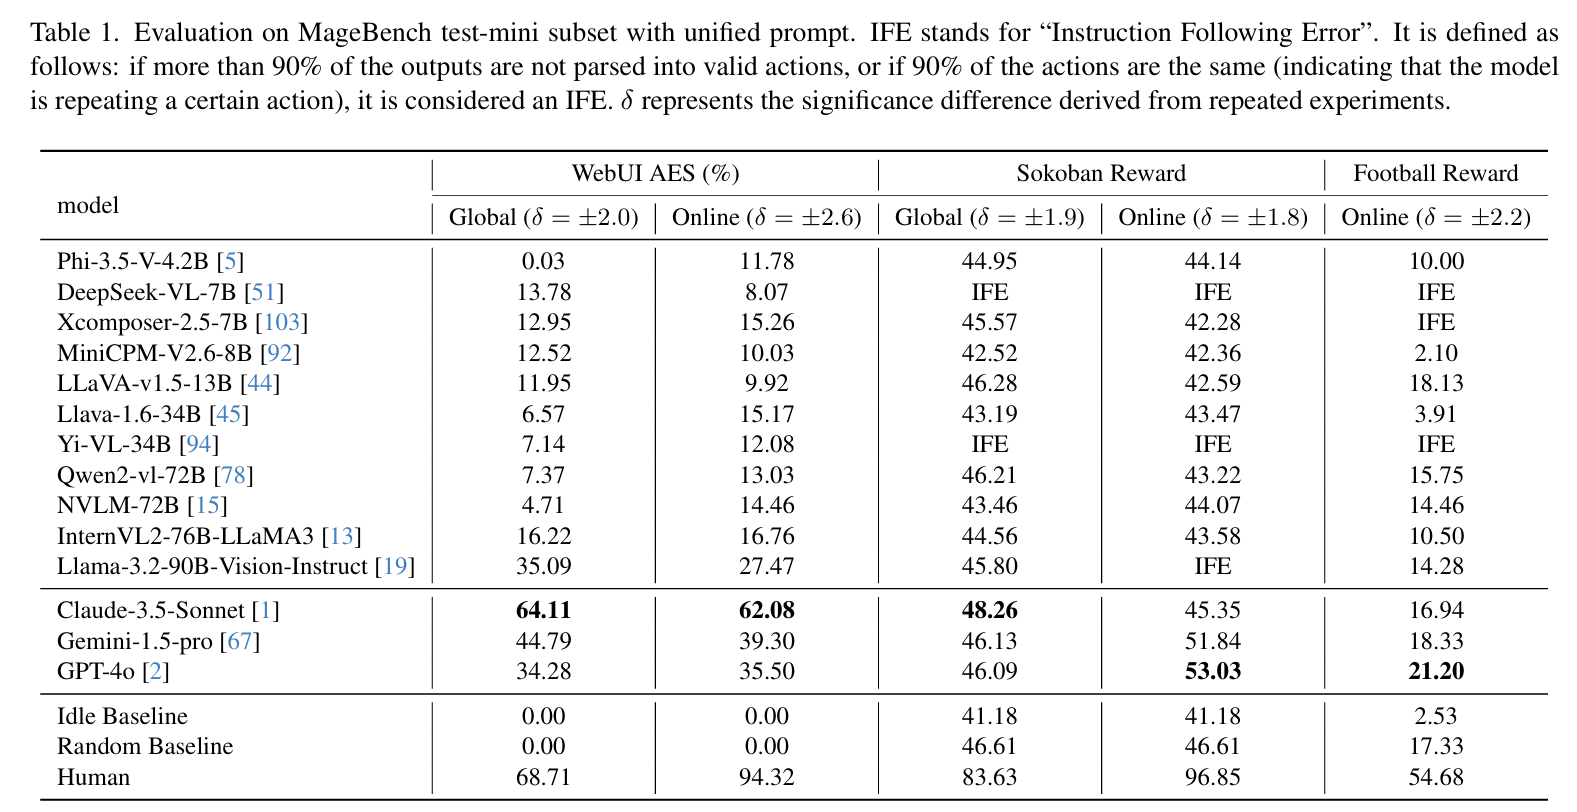 Table 1. Evaluation on MageBench test-mini subset with unified prompt. IFE stands for “Instruction Following Error”. It is defined as
follows: if more than 90% of the outputs are not parsed into valid actions, or if 90% of the actions are the same (indicating that the model
is repeating a certain action), it is considered an IFE. δ represents the significance difference derived from repeated experiments.
model WebUI AES (%) Sokoban Reward Football Reward
Global (δ = ±2.0) Online (δ = ±2.6) Global (δ = ±1.9) Online (δ = ±1.8) Online (δ = ±2.2)
Phi-3.5-V-4.2B [5] 0.03 11.78 44.95 44.14 10.00
DeepSeek-VL-7B [51] 13.78 8.07 IFE IFE IFE
Xcomposer-2.5-7B [103] 12.95 15.26 45.57 42.28 IFE
MiniCPM-V2.6-8B [92] 12.52 10.03 42.52 42.36 2.10
LLaVA-v1.5-13B [44] 11.95 9.92 46.28 42.59 18.13
Llava-1.6-34B [45] 6.57 15.17 43.19 43.47 3.91
Yi-VL-34B [94] 7.14 12.08 IFE IFE IFE
Qwen2-vl-72B [78] 7.37 13.03 46.21 43.22 15.75
NVLM-72B [15] 4.71 14.46 43.46 44.07 14.46
InternVL2-76B-LLaMA3 [13] 16.22 16.76 44.56 43.58 10.50
Llama-3.2-90B-Vision-Instruct [19] 35.09 27.47 45.80 IFE 14.28
Claude-3.5-Sonnet [1] 64.11 62.08 48.26 45.35 16.94
Gemini-1.5-pro [67] 44.79 39.30 46.13 51.84 18.33
GPT-4o [2] 34.28 35.50 46.09 53.03 21.20
Idle Baseline 0.00 0.00 41.18 41.18 2.53
Random Baseline 0.00 0.00 46.61 46.61 17.33
Human 68.71 94.32 83.63 96.85 54.68